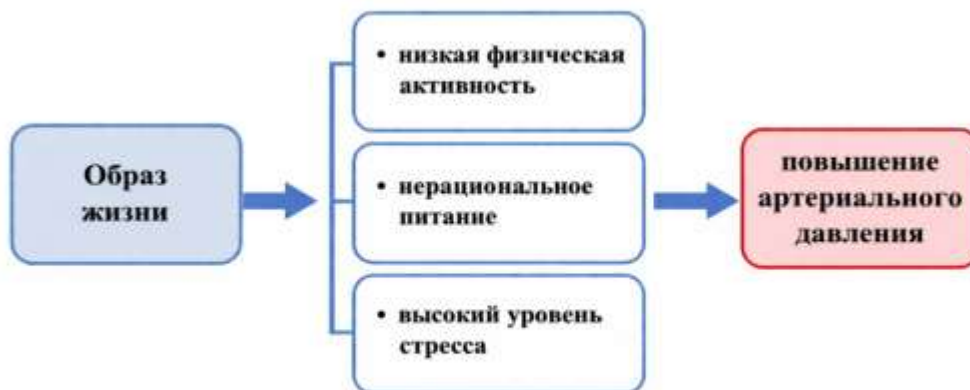 Образ
жизни
• низкая физическая
активность
• нерациональное
питание
• высокий уровень
стресса
повышение
артериального
давления